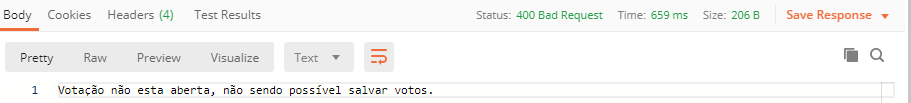 Body Cookies Headers (4) Test Results Status: 400 Bad Request Time: 659 ms Size: 206 B Save Response
Pretty Raw Preview Visualize Text
1 Votação não esta aberta, não sendo possível salvar votos.